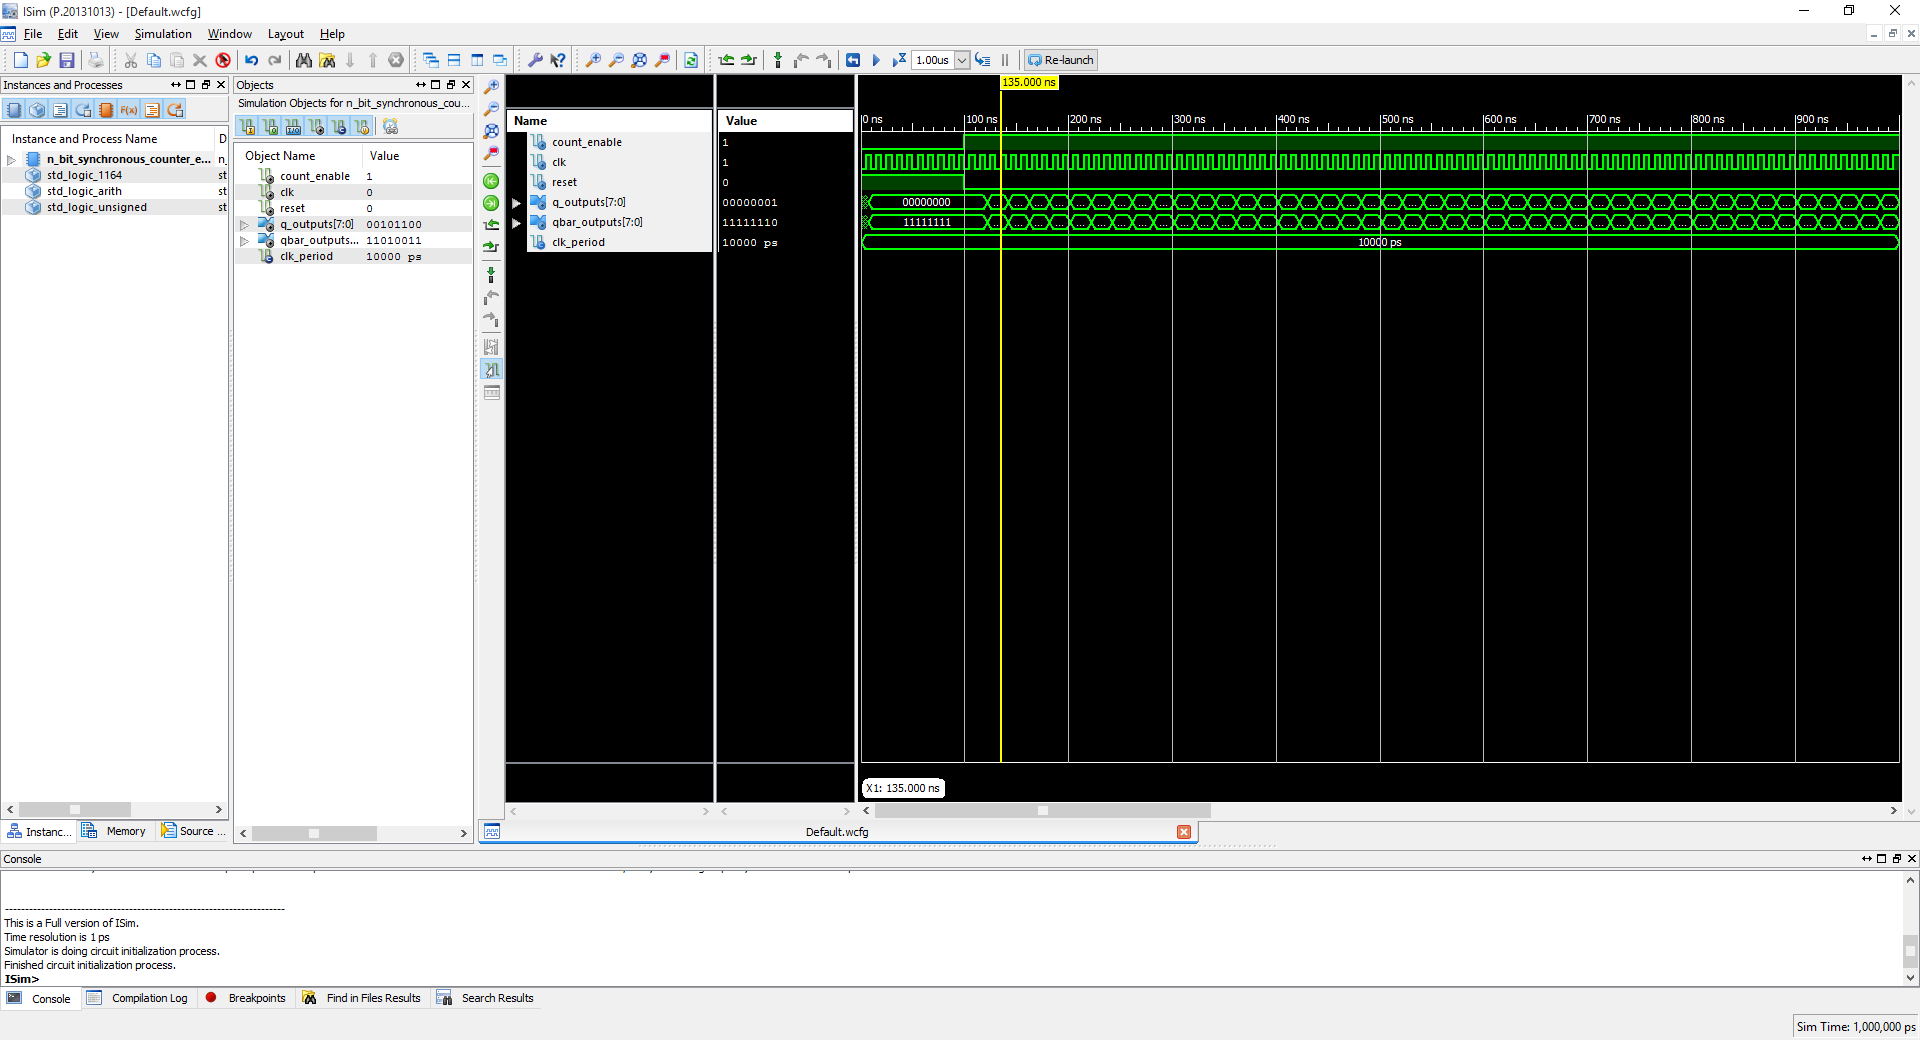 ISim (P.20131013) - [Default.wcfg]
File Edit View Simulation Window Layout Help
1.00us Re-launch
Instances and Processes
Instance and Process Name D
n_bit_synchronous_counter_e... n_
std_logic_1164 st
std_logic_arith st
std_logic_unsigned st
Instanc... Memory Source ...
Objects
Simulation Objects for n_bit_synchronous_cou...
Object Name Value
count_enable 1
clk 0
reset 0
q_outputs[7:0] 00101100
qbar_outputs... 11010011
clk_period 10000 ps
Name Value
count_enable 1
clk 1
reset 0
q_outputs[7:0] 00000001
qbar_outputs[7:0] 11111110
clk_period 10000 ps
135.000 ns
0 ns 100 ns 200 ns 300 ns 400 ns 500 ns 600 ns 700 ns 800 ns 900 ns
00000000
11111111
10000 ps
X1: 135.000 ns
Default.wcfg
Console
This is a Full version of ISim.
Time resolution is 1 ps
Simulator is doing circuit initialization process.
Finished circuit initialization process.
ISim>
Console Compilation Log Breakpoints Find in Files Results Search Results
Sim Time: 1,000,000 ps